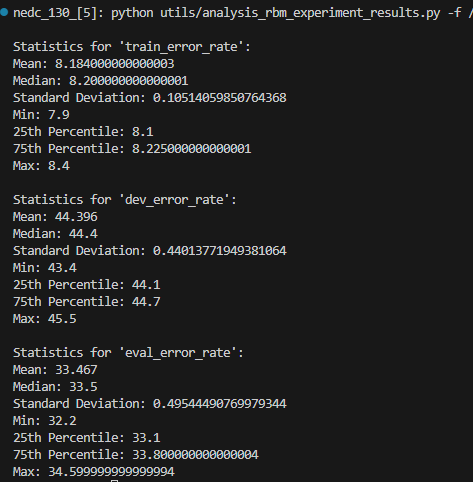 nedc_130_[5]: python utils/analysis_rbm_experiment_results.py -f /
Statistics for 'train_error_rate':
Mean: 8.184000000000003
Median: 8.200000000000001
Standard Deviation: 0.10514059850764368
Min: 7.9
25th Percentile: 8.1
75th Percentile: 8.225000000000001
Max: 8.4
Statistics for 'dev_error_rate':
Mean: 44.396
Median: 44.4
Standard Deviation: 0.44013771949381064
Min: 43.4
25th Percentile: 44.1
75th Percentile: 44.7
Max: 45.5
Statistics for 'eval_error_rate':
Mean: 33.467
Median: 33.5
Standard Deviation: 0.49544490769979344
Min: 32.2
25th Percentile: 33.1
75th Percentile: 33.800000000000004
Max: 34.599999999999994